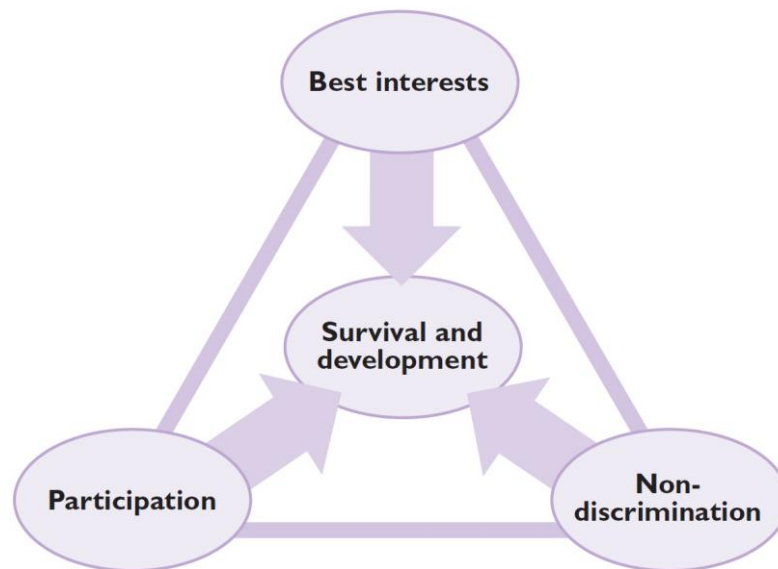 Best interests
Survival and
development
Participation
Non-
discrimination